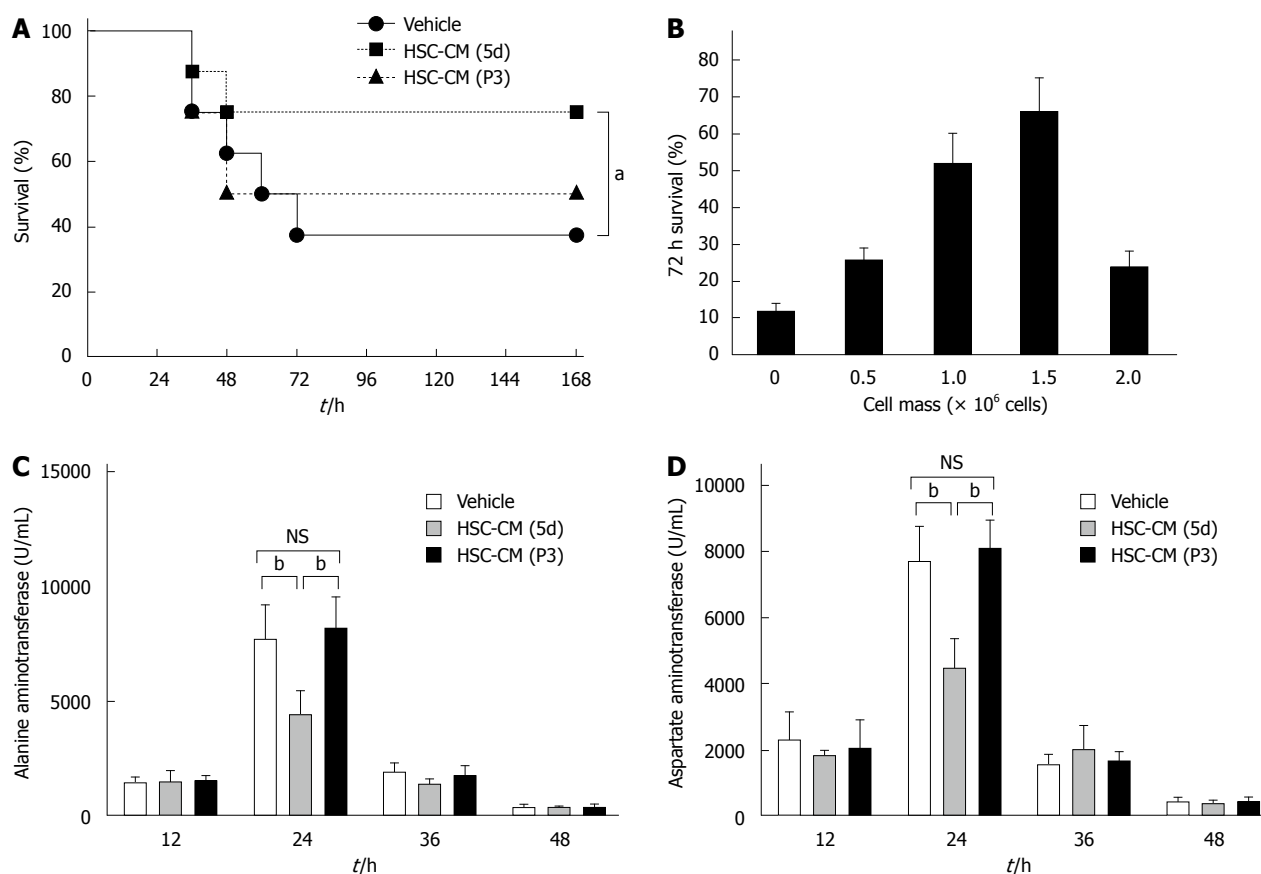 A
100
80
60
40
20
0
Survival (%)
0 24 48 72 96 120 144 168
t/h
Vehicle
HSC-CM (5d)
HSC-CM (P3)
a
B
80
70
60
50
40
30
20
10
0
72 h survival (%)
0 0.5 1.0 1.5 2.0
Cell mass (× 10⁶ cells)
C
15000
10000
5000
0
Alanine aminotransferase (U/mL)
NS
b b
Vehicle
HSC-CM (5d)
HSC-CM (P3)
12 24 36 48
t/h
D
10000
8000
6000
4000
2000
0
Aspartate aminotransferase (U/mL)
NS
b b
Vehicle
HSC-CM (5d)
HSC-CM (P3)
12 24 36 48
t/h